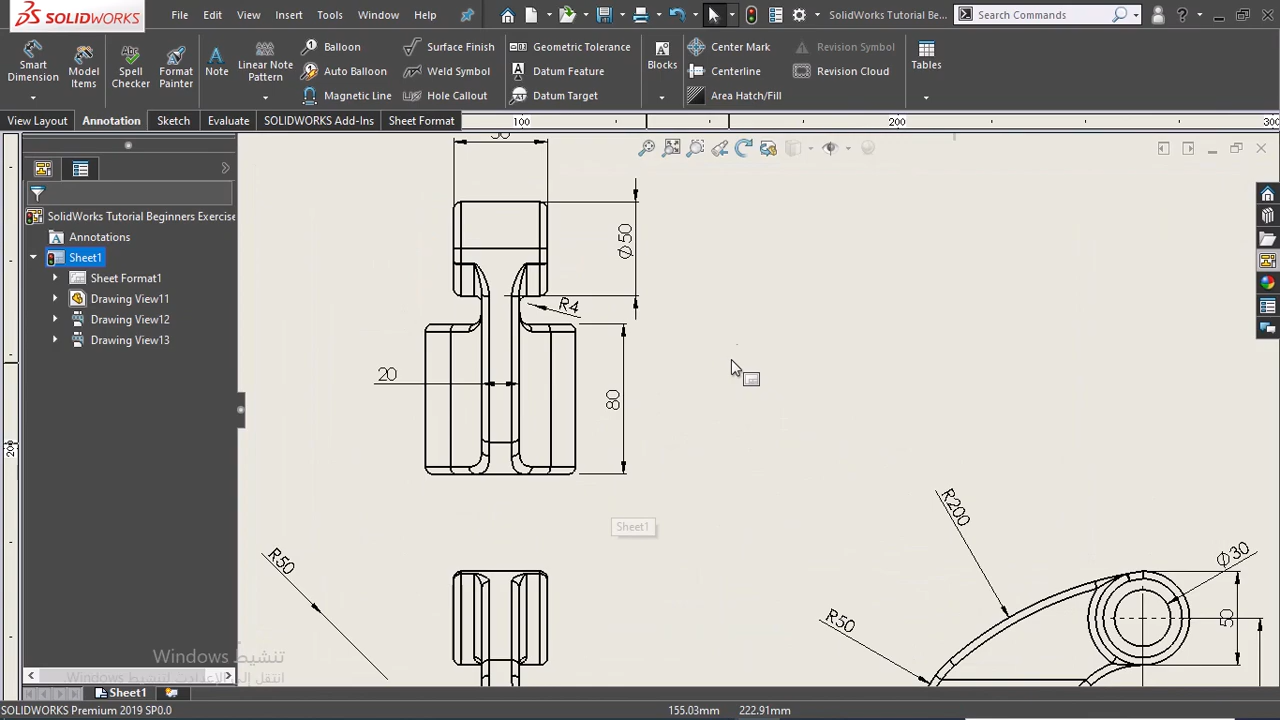 SOLIDWORKS File Edit View Insert Tools Window Help SolidWorks Tutorial Be... Search Commands ?
Smart Dimension Model Items Spell Checker Format Painter Note Linear Note Pattern Balloon Auto Balloon Magnetic Line Surface Finish Weld Symbol Hole Callout Geometric Tolerance Datum Feature Datum Target Blocks Center Mark Centerline Area Hatch/Fill Revision Symbol Revision Cloud Tables
View Layout Annotation Sketch Evaluate SOLIDWORKS Add-Ins Sheet Format 100 200 300
SolidWorks Tutorial Beginners Exercise
Annotations
Sheet1
Sheet Format1
Drawing View11
Drawing View12
Drawing View13
Ø50
R4
20
80
200
Sheet1
R200
R50
Ø30
R50
50
تنشيط Windows
Sheet1
SOLIDWORKS Premium 2019 SP0.0 155.03mm 222.91mm